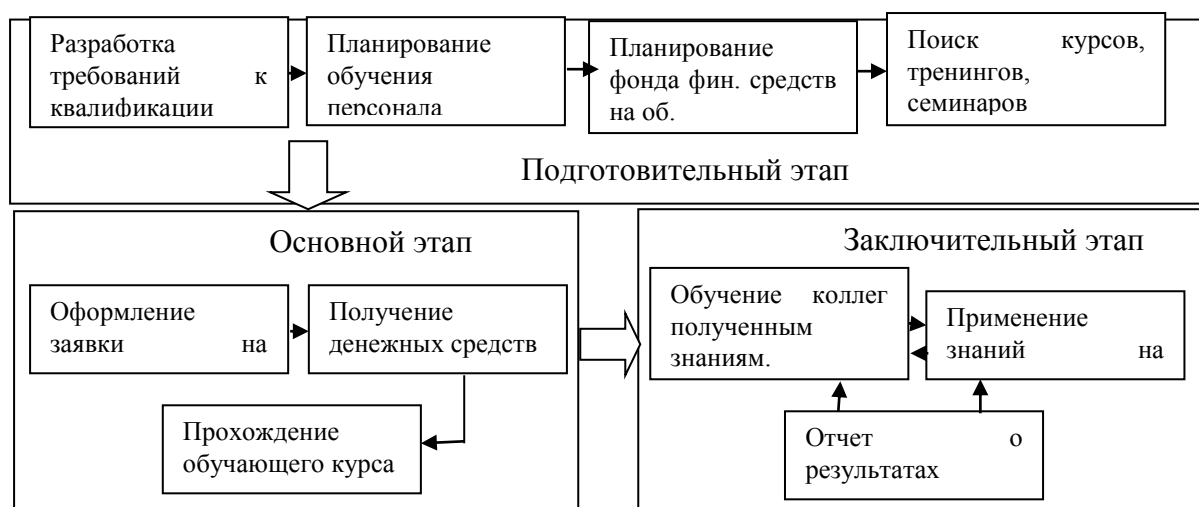 Разработка
требований к
квалификации
Планирование
обучения
персонала
Планирование
фонда фин. средств
на об.
Поиск курсов,
тренингов,
семинаров
Подготовительный этап
Основной этап
Оформление
заявки на
Получение
денежных средств
Прохождение
обучающего курса
Заключительный этап
Обучение коллег
полученным
знаниям.
Применение
знаний на
Отчет о
результатах